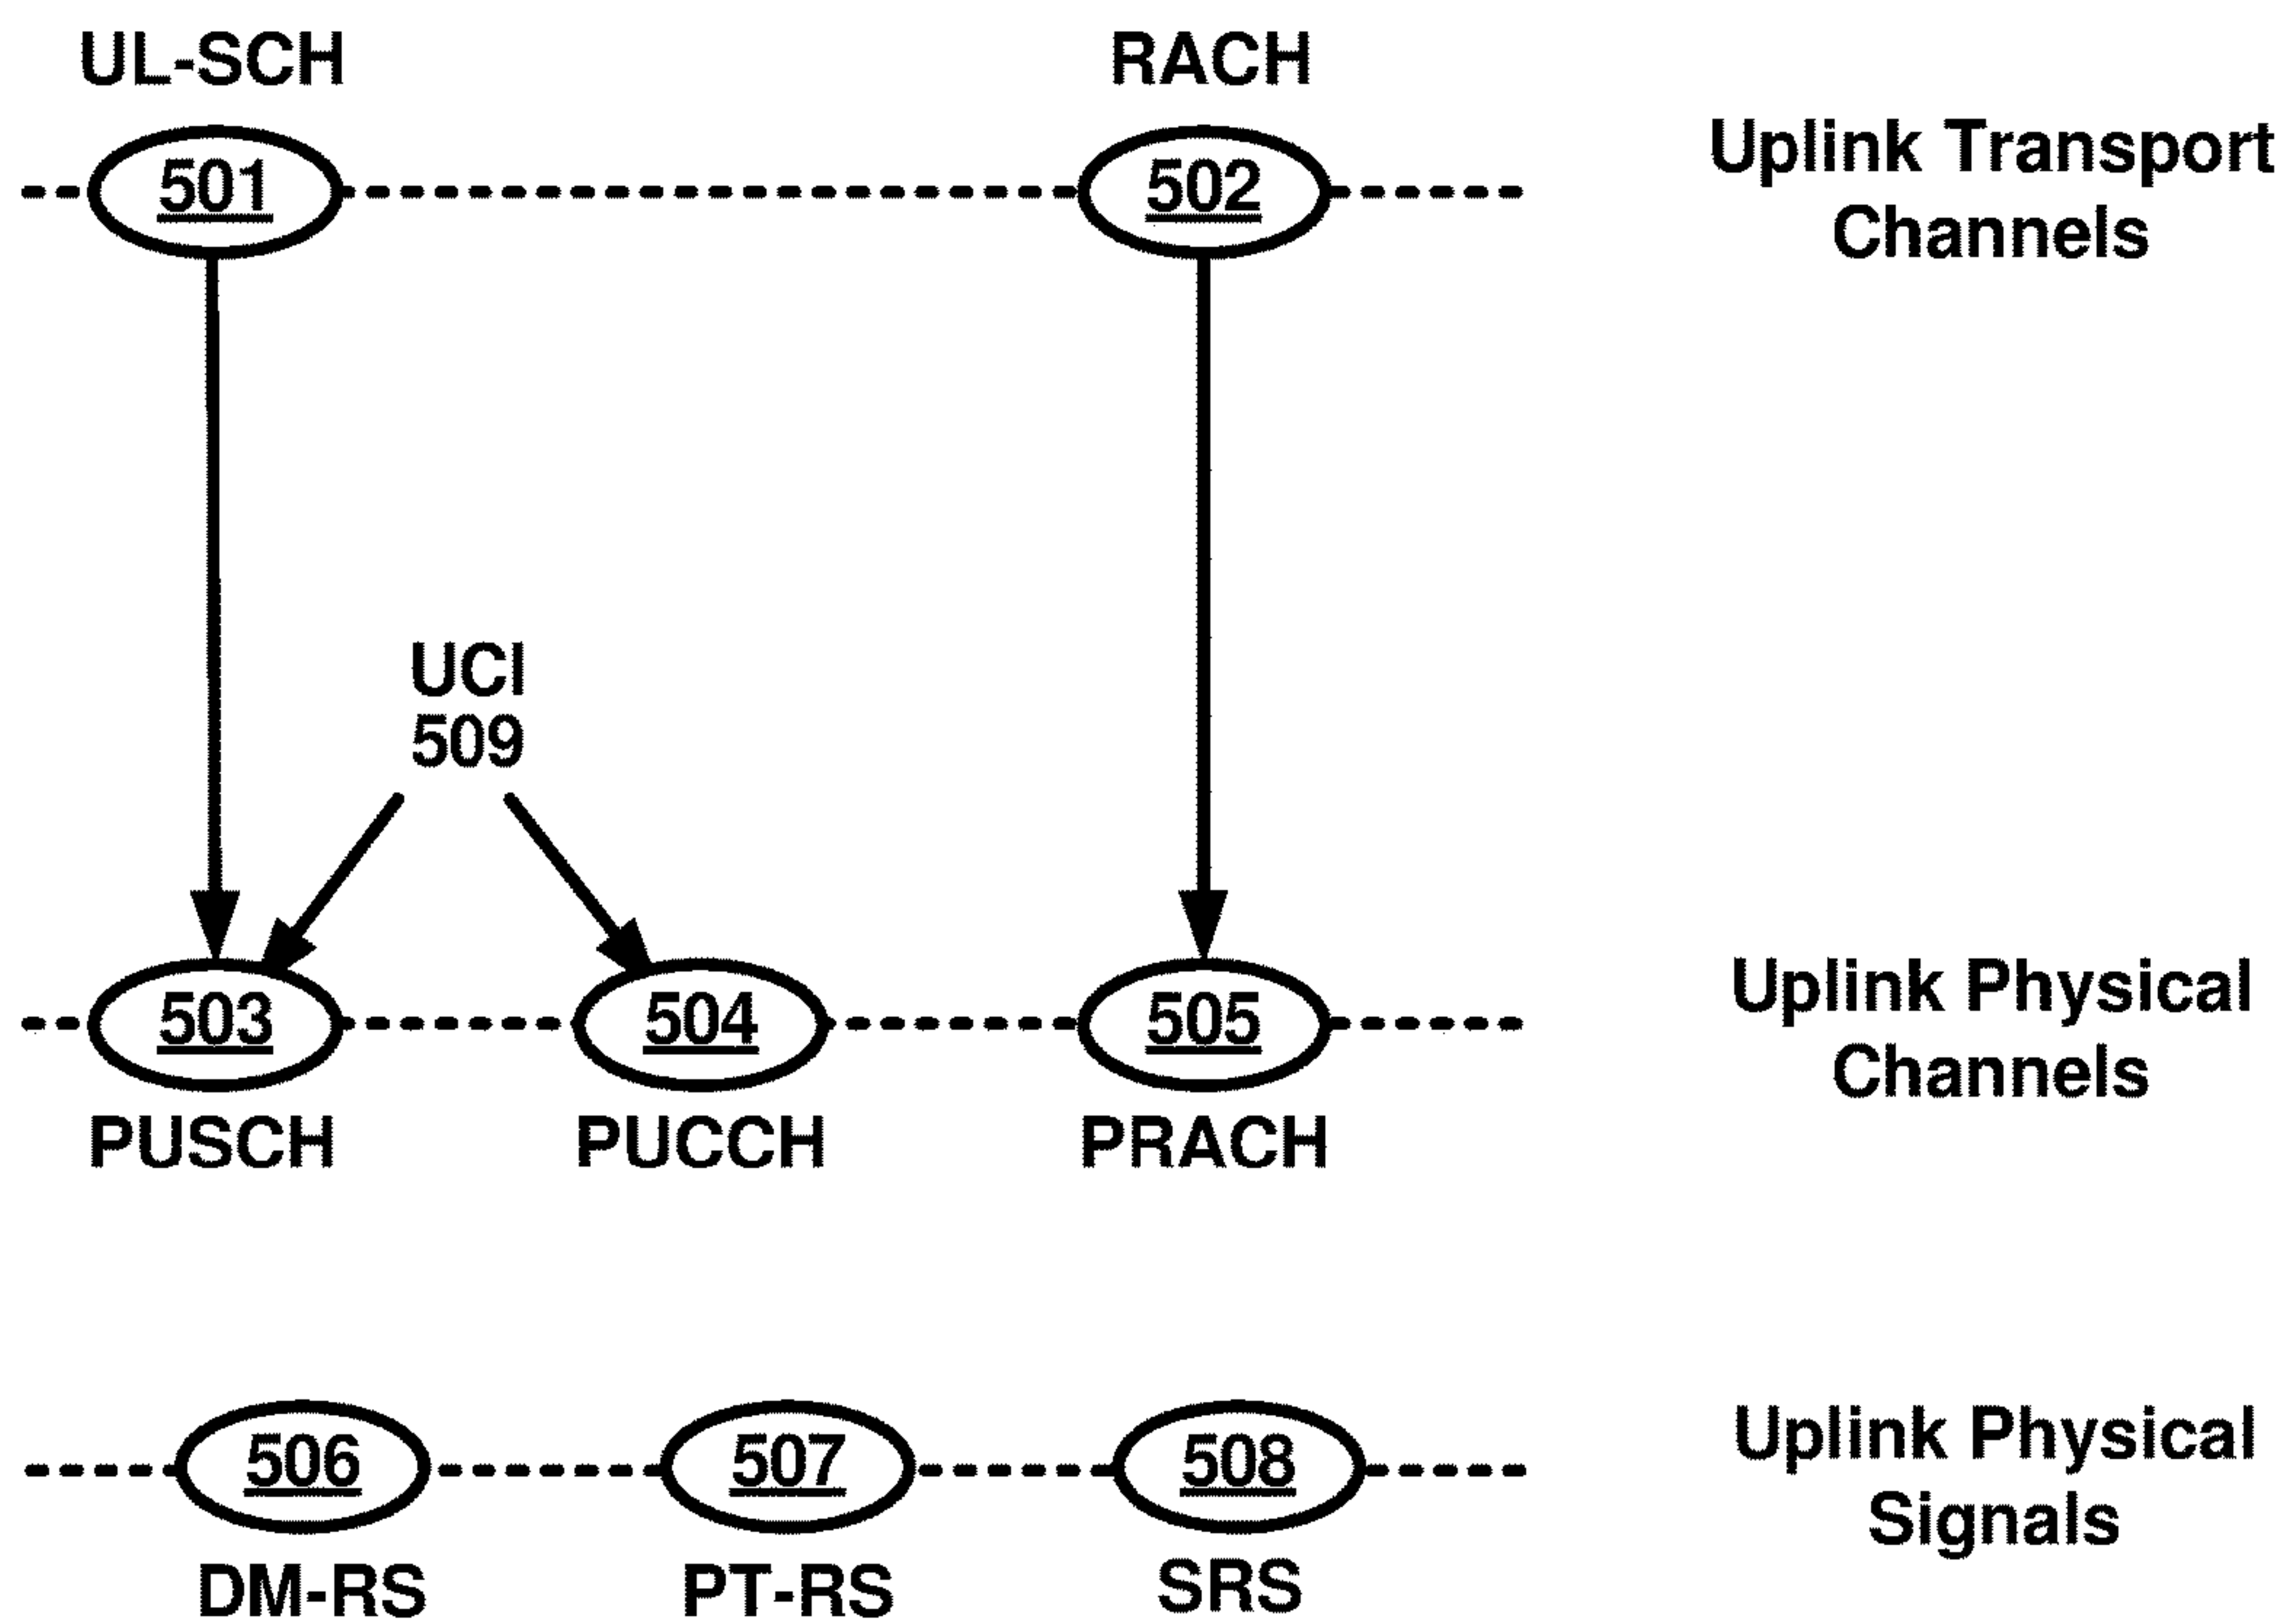 UL-SCH
RACH
501
502
Uplink Transport
Channels
UCI
509
503
504
505
Uplink Physical
Channels
PUSCH
PUCCH
PRACH
506
507
508
Uplink Physical
Signals
DM-RS
PT-RS
SRS